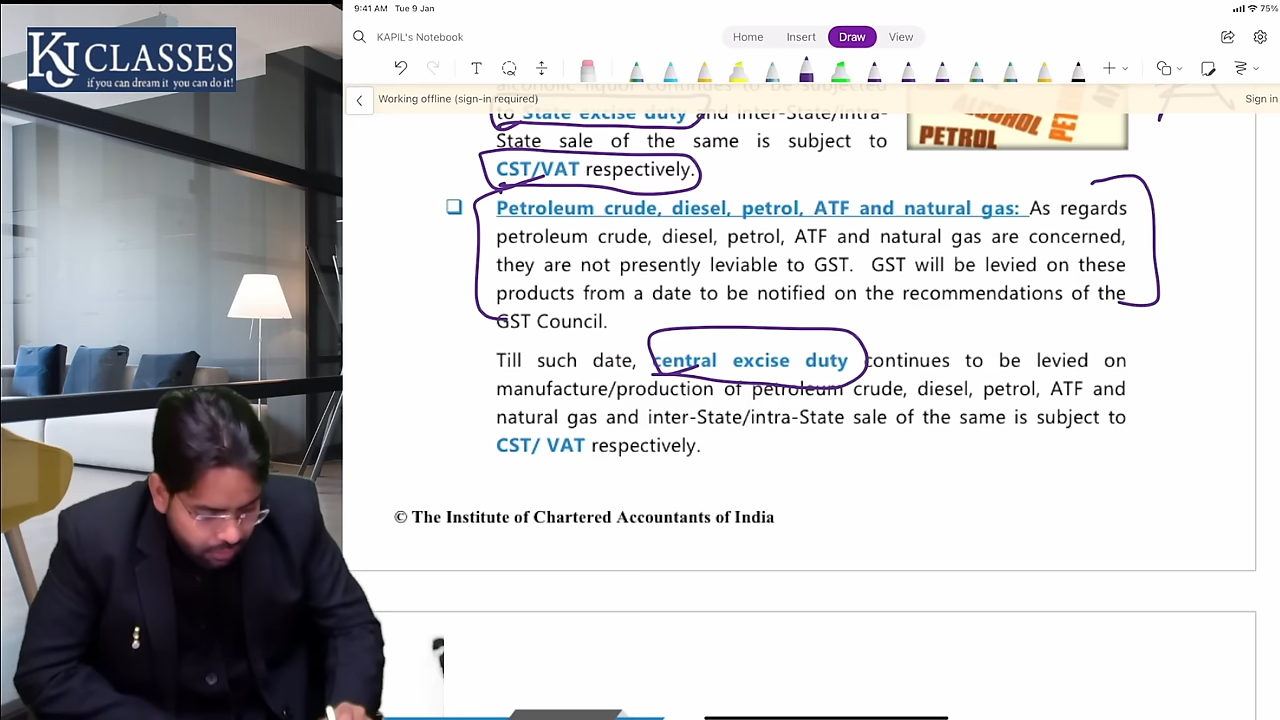 KJ CLASSES
if you can dream it you can do it!
9:41 AM Tue 9 Jan
75%
KAPIL's Notebook
Home Insert Draw View
Working offline (sign-in required)
Sign in
alcoholic liquor continues to be subjected
to State excise duty and inter-State/intra-
State sale of the same is subject to
CST/VAT respectively.
ALCOHOL
PETROL
Petroleum crude, diesel, petrol, ATF and natural gas: As regards
petroleum crude, diesel, petrol, ATF and natural gas are concerned,
they are not presently leviable to GST. GST will be levied on these
products from a date to be notified on the recommendations of the
GST Council.
Till such date, central excise duty continues to be levied on
manufacture/production of petroleum crude, diesel, petrol, ATF and
natural gas and inter-State/intra-State sale of the same is subject to
CST/ VAT respectively.
© The Institute of Chartered Accountants of India